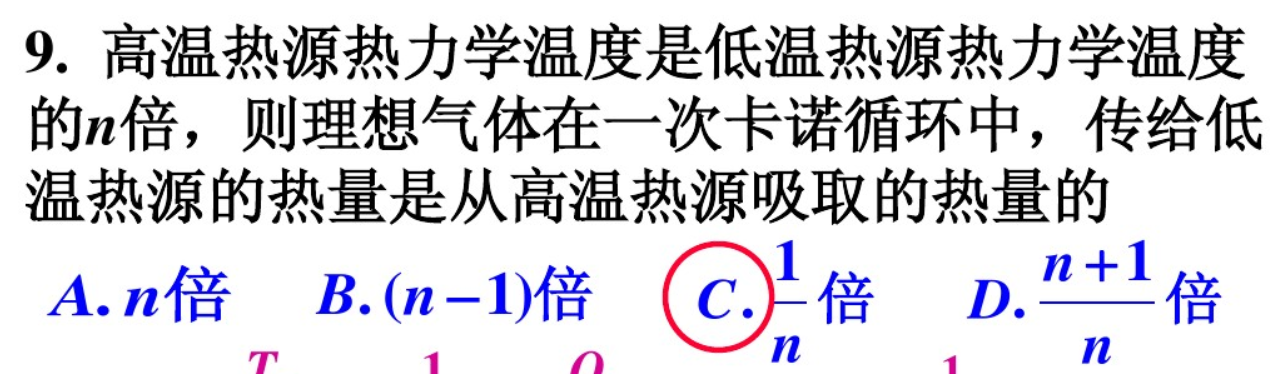 9. 高温热源热力学温度是低温热源热力学温度
的n倍，则理想气体在一次卡诺循环中，传给低
温热源的热量是从高温热源吸取的热量的
A. n倍 B. (n−1)倍 C. 1/n 倍 D. (n+1)/n 倍